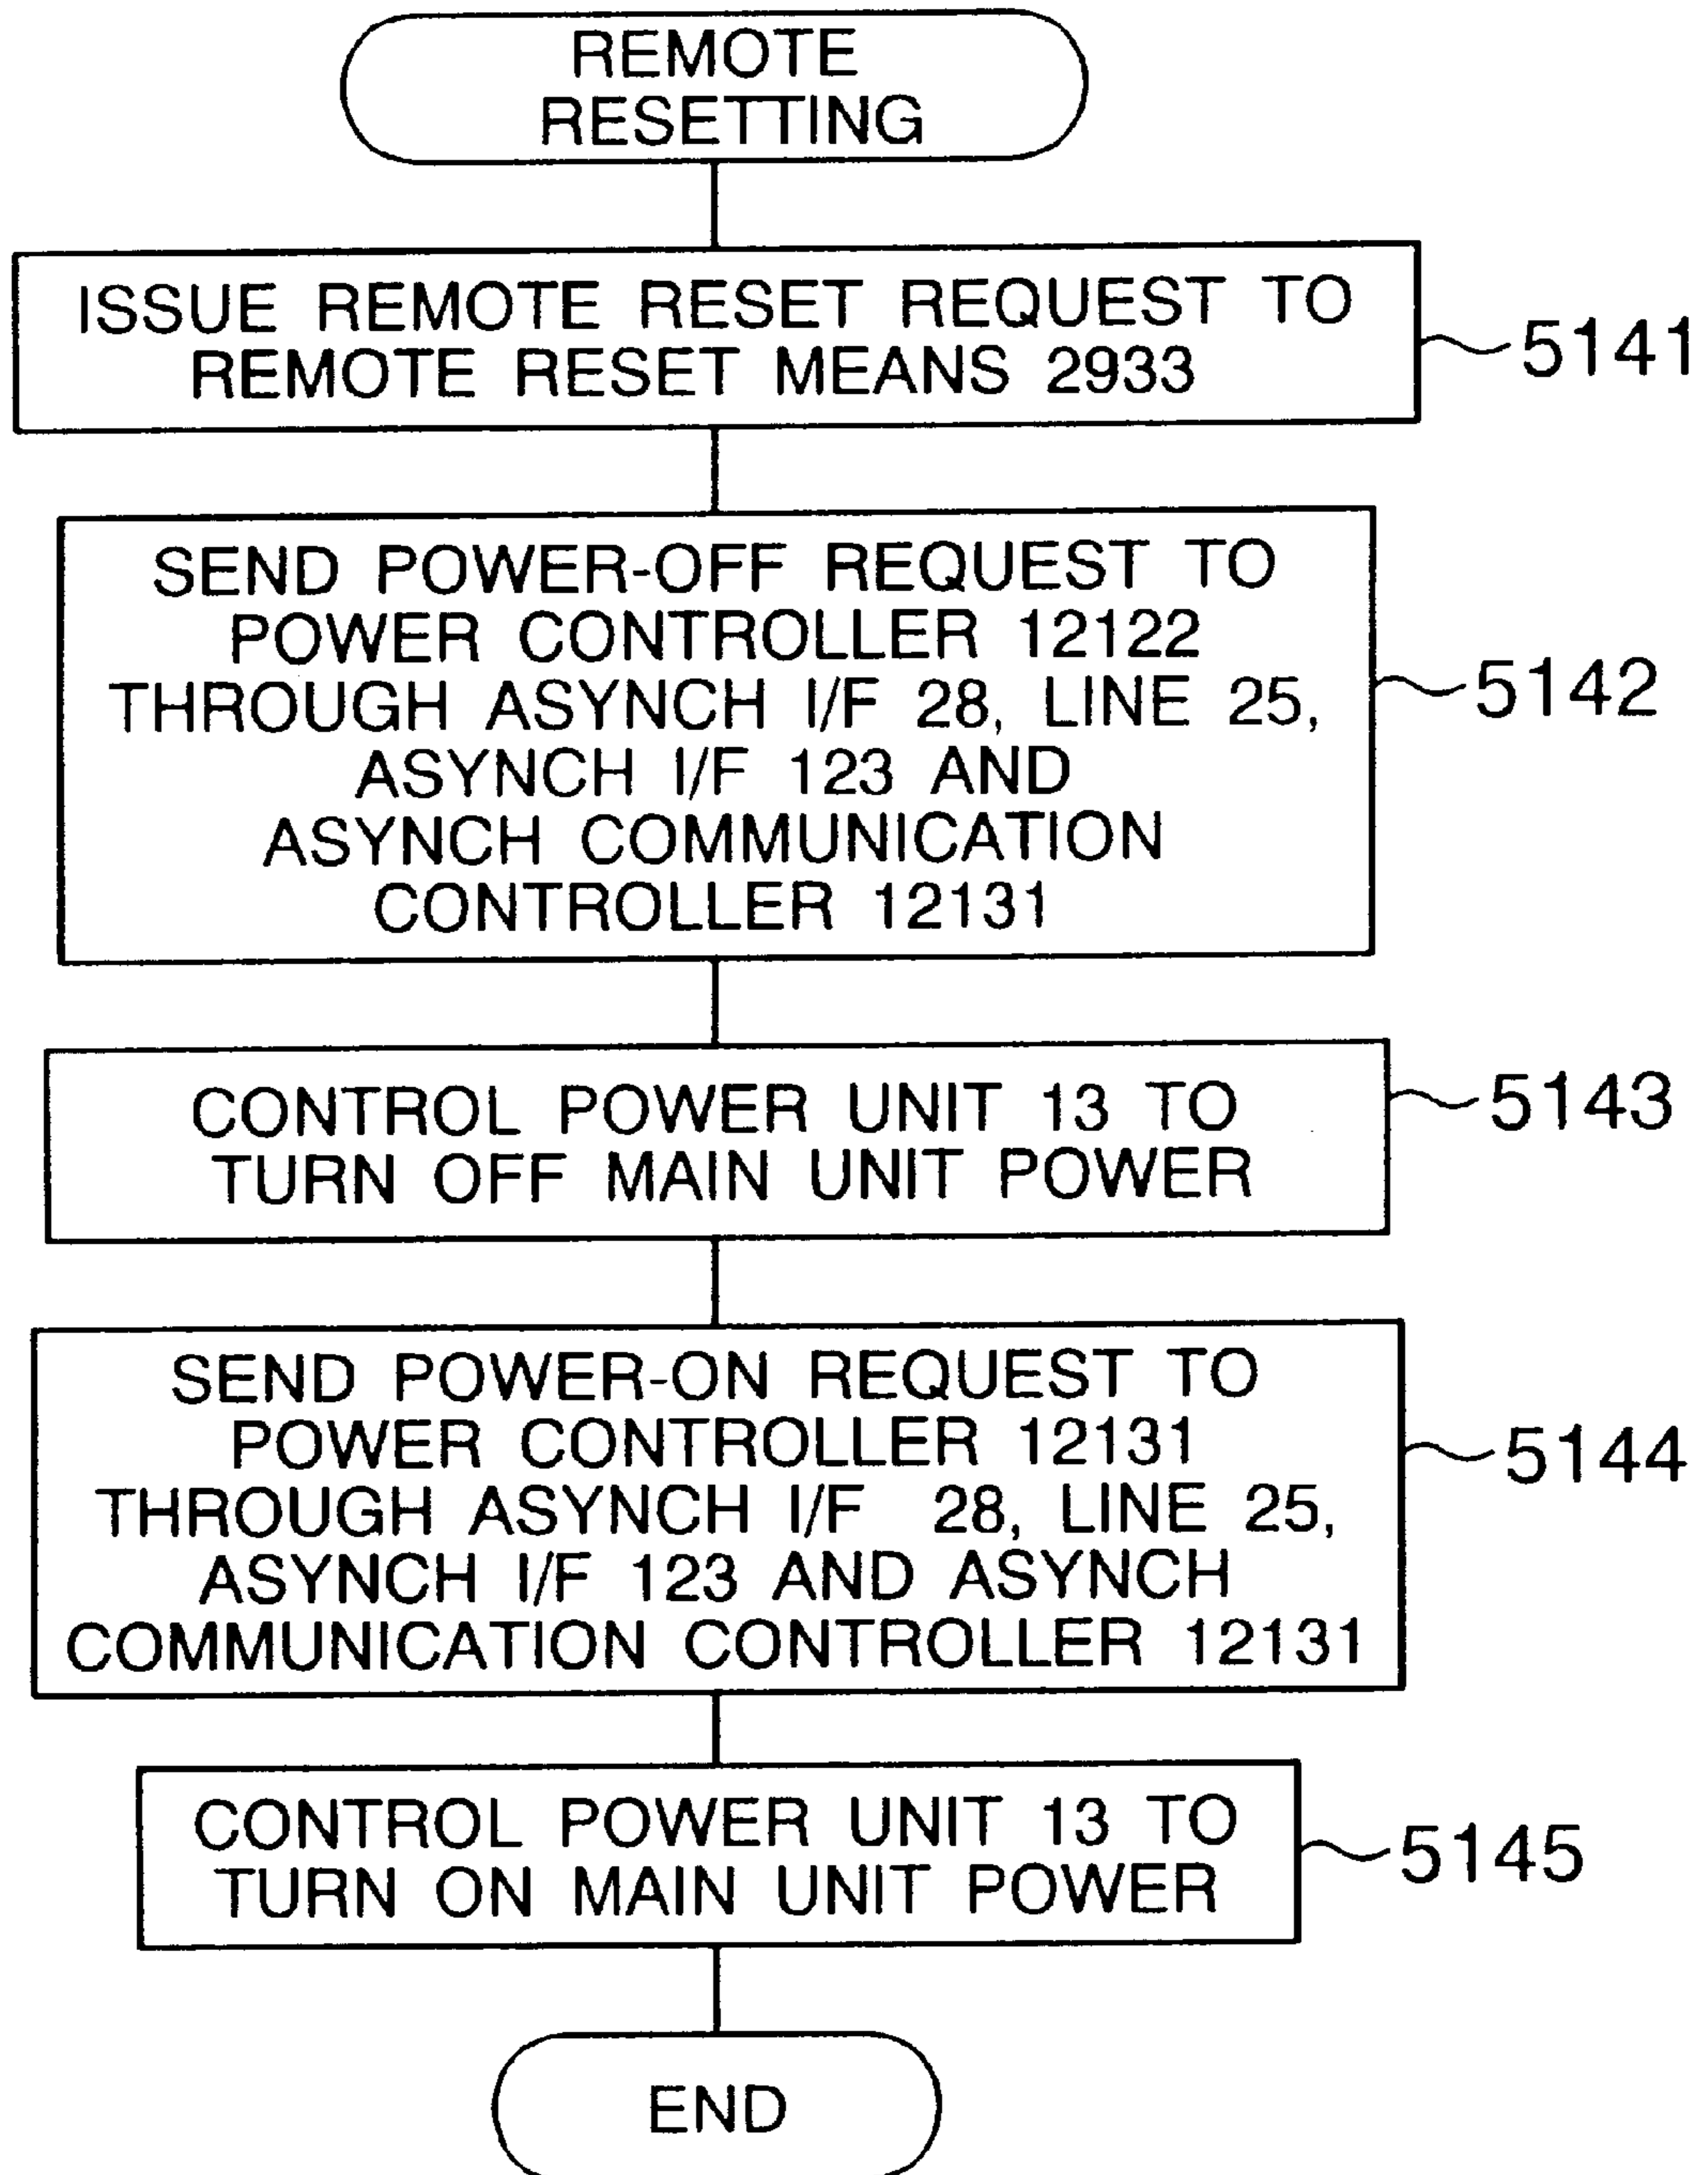 REMOTE
RESETTING
ISSUE REMOTE RESET REQUEST TO
REMOTE RESET MEANS 2933
5141
SEND POWER-OFF REQUEST TO
POWER CONTROLLER 12122
THROUGH ASYNCH I/F 28, LINE 25,
ASYNCH I/F 123 AND
ASYNCH COMMUNICATION
CONTROLLER 12131
5142
CONTROL POWER UNIT 13 TO
TURN OFF MAIN UNIT POWER
5143
SEND POWER-ON REQUEST TO
POWER CONTROLLER 12131
THROUGH ASYNCH I/F 28, LINE 25,
ASYNCH I/F 123 AND ASYNCH
COMMUNICATION CONTROLLER 12131
5144
CONTROL POWER UNIT 13 TO
TURN ON MAIN UNIT POWER
5145
END